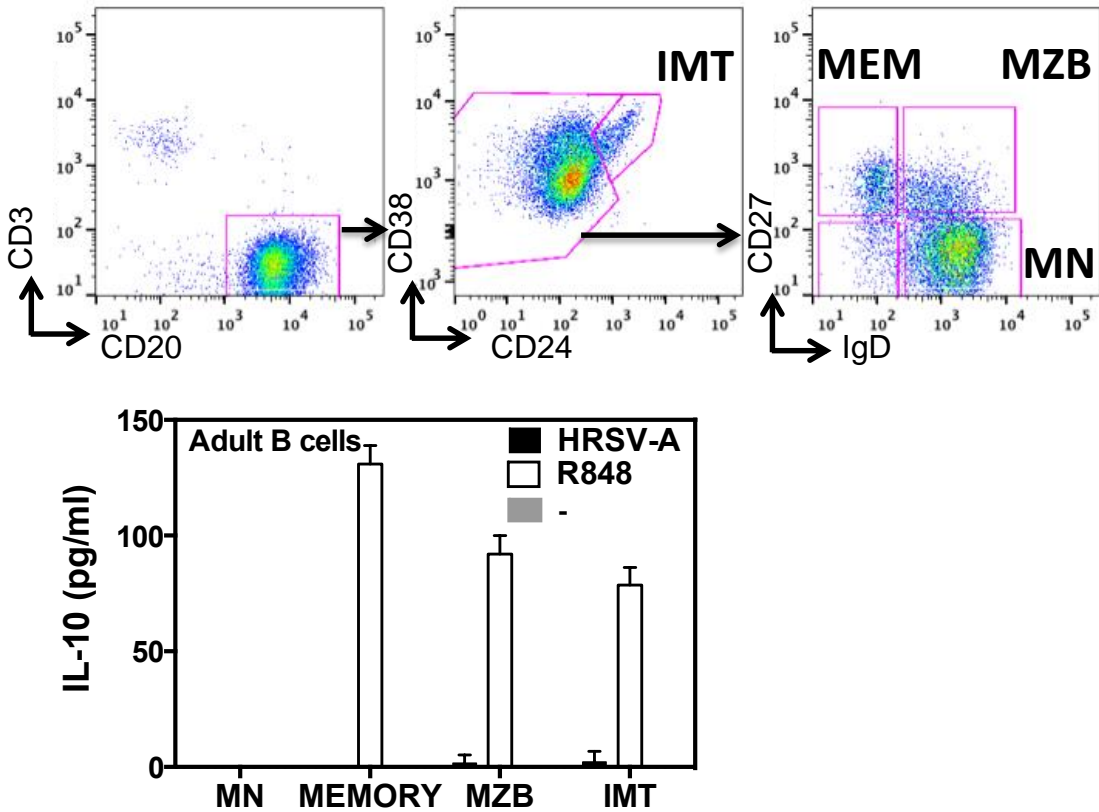 10⁵
10⁴
10³
10²
10¹
CD3
10¹ 10² 10³ 10⁴ 10⁵
CD20
IMT
10⁵
10⁴
10³
10³
CD38
10⁰ 10¹ 10² 10³ 10⁴
CD24
MEM MZB
MN
10⁵
10⁴
10³
10²
10¹
CD27
10¹ 10² 10³ 10⁴ 10⁵
IgD
Adult B cells
HRSV-A
R848
-
150
100
50
0
IL-10 (pg/ml)
MN MEMORY MZB IMT